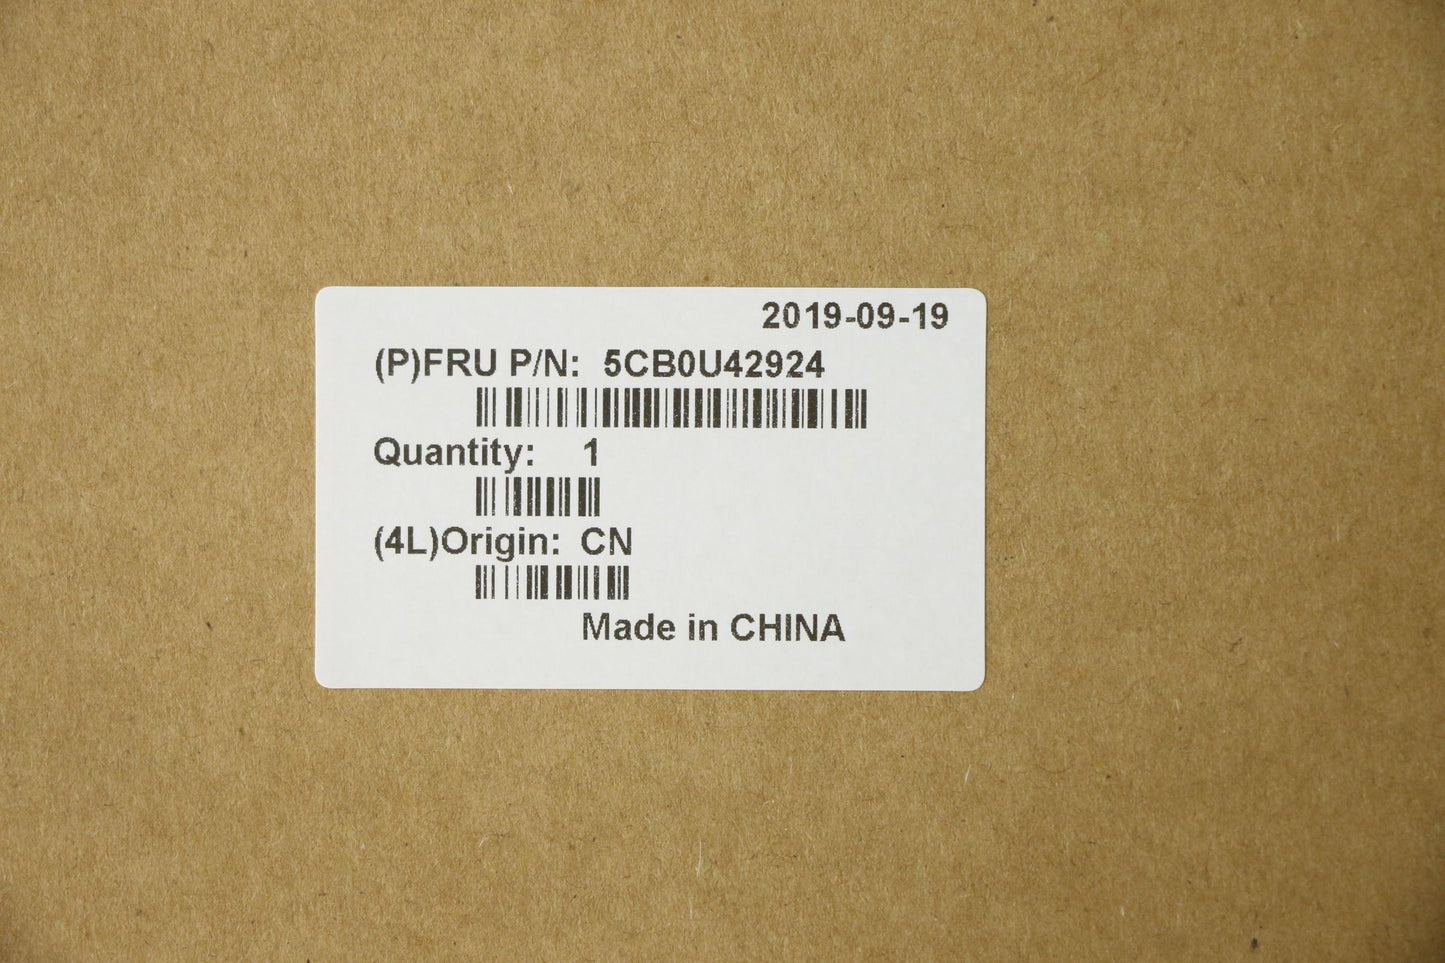 2019-09-19
(P)FRU P/N: 5CB0U42924
Quantity: 1
(4L)Origin: CN
Made in CHINA